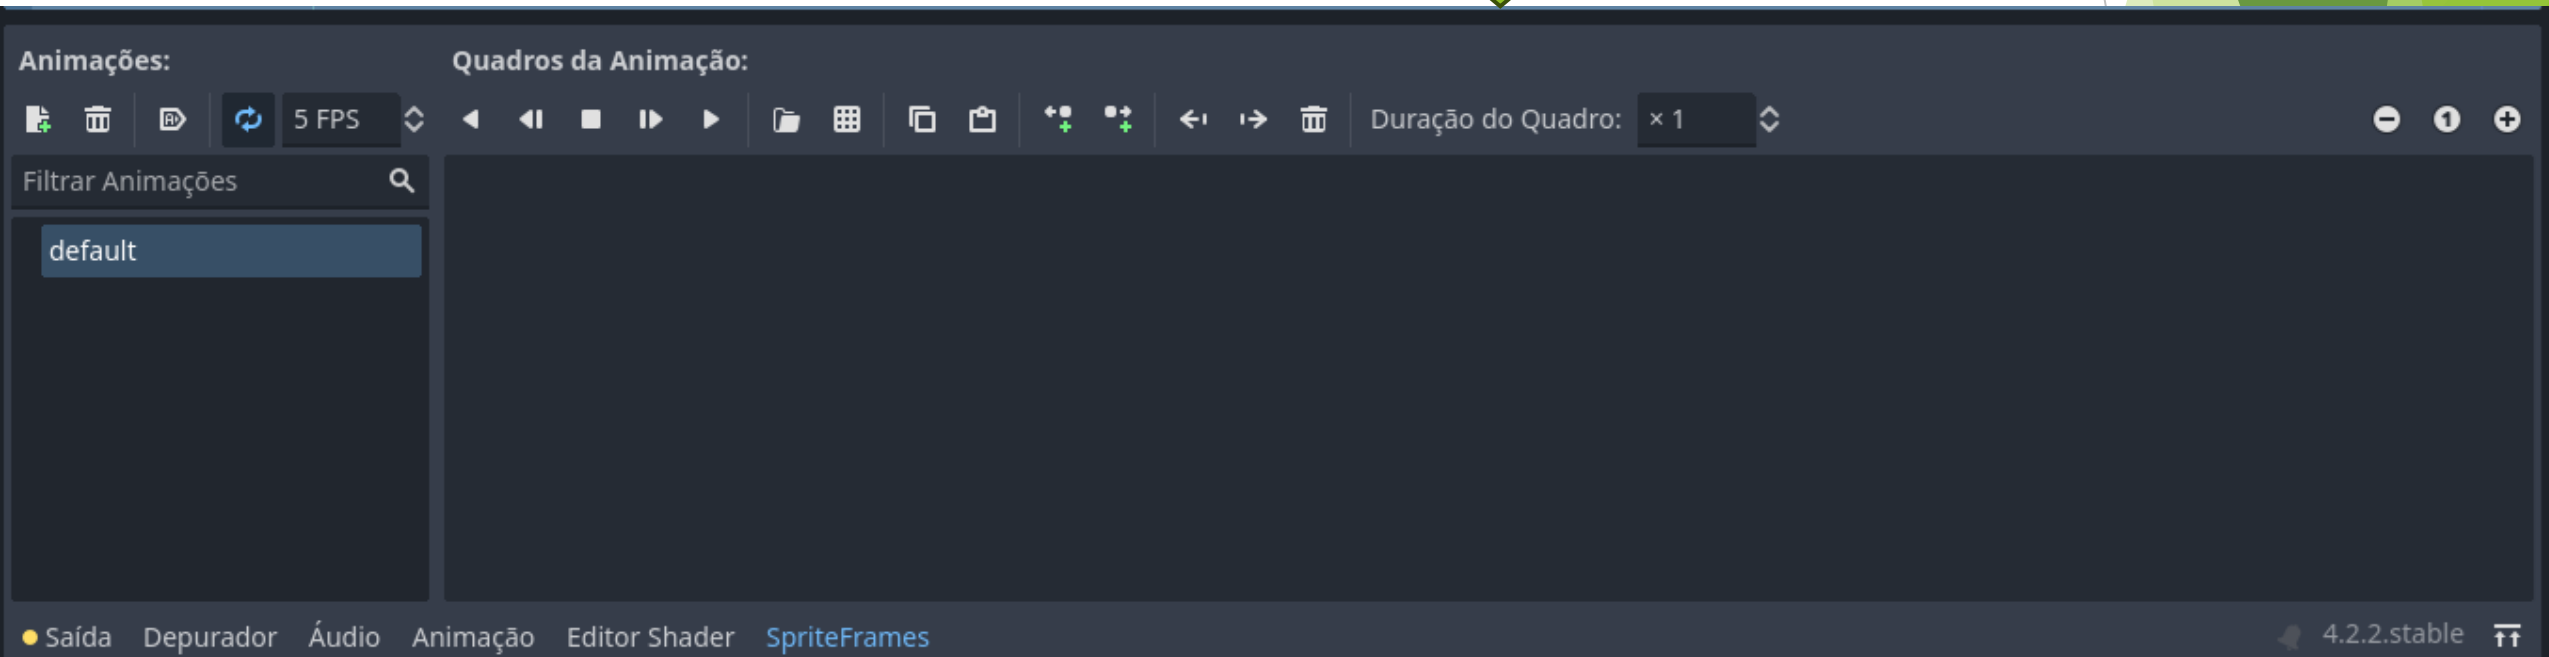 Animações:
Quadros da Animação:
5 FPS
Duração do Quadro: × 1
1
Filtrar Animações
default
Saída Depurador Áudio Animação Editor Shader SpriteFrames
4.2.2.stable